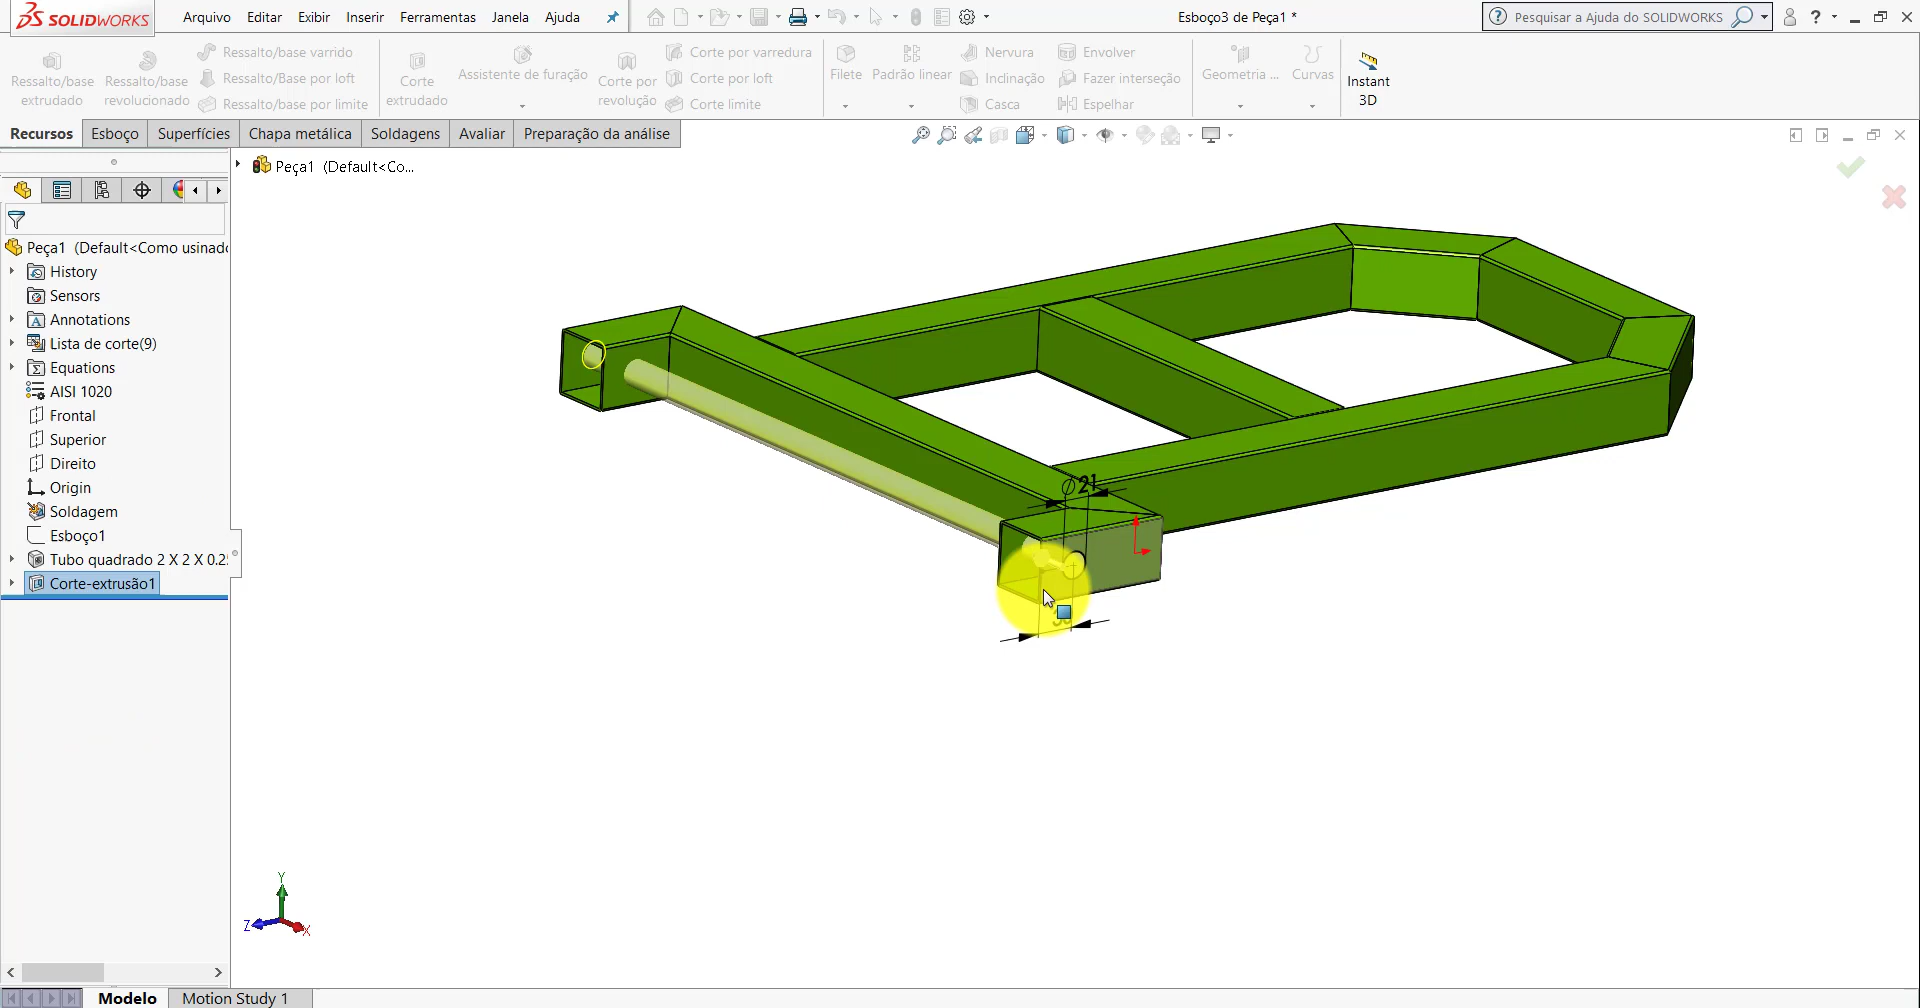 SOLIDWORKS
Arquivo Editar Exibir Inserir Ferramentas Janela Ajuda
Esboço3 de Peça1 *
Pesquisar a Ajuda do SOLIDWORKS
Ressalto/base extrudado
Ressalto/base revolucionado
Ressalto/base varrido
Ressalto/Base por loft
Ressalto/base por limite
Corte extrudado
Assistente de furação
Corte por revolução
Corte por varredura
Corte por loft
Corte limite
Filete
Padrão linear
Nervura
Inclinação
Casca
Envolver
Fazer interseção
Espelhar
Geometria ...
Curvas
Instant 3D
Recursos Esboço Superfícies Chapa metálica Soldagens Avaliar Preparação da análise
Peça1 (Default<Co...
Peça1 (Default<Como usinado
History
Sensors
Annotations
Lista de corte(9)
Equations
AISI 1020
Frontal
Superior
Direito
Origin
Soldagem
Esboço1
Tubo quadrado 2 X 2 X 0.2
Corte-extrusão1
⌀ 21
Y
Z
X
Modelo Motion Study 1